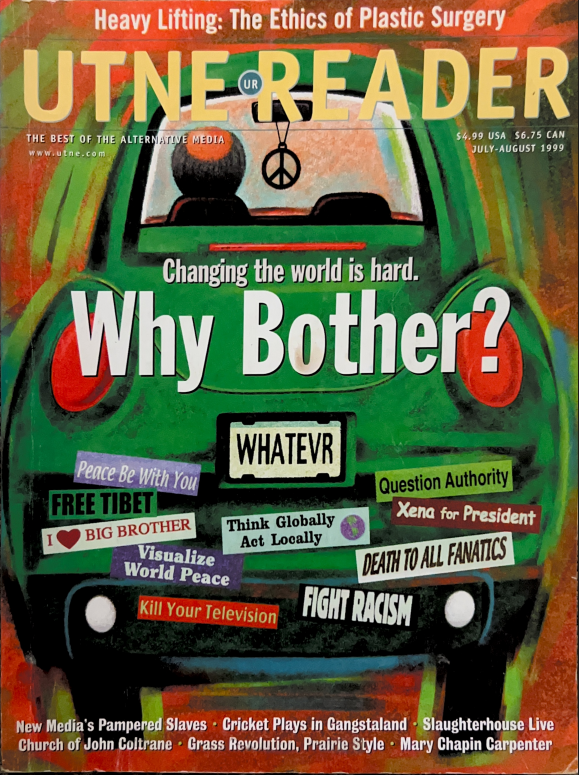 Heavy Lifting: The Ethics of Plastic Surgery
UTNE UR READER
THE BEST OF THE ALTERNATIVE MEDIA
www.utne.com
$4.99 USA $6.75 CAN
JULY-AUGUST 1999
Changing the world is hard.
Why Bother?
WHATEVR
Peace Be With You
FREE TIBET
I ♥ BIG BROTHER
Visualize
World Peace
Kill Your Television
Think Globally
Act Locally
Question Authority
Xena for President
DEATH TO ALL FANATICS
FIGHT RACISM
New Media's Pampered Slaves · Cricket Plays in Gangstaland · Slaughterhouse Live
Church of John Coltrane · Grass Revolution, Prairie Style · Mary Chapin Carpenter